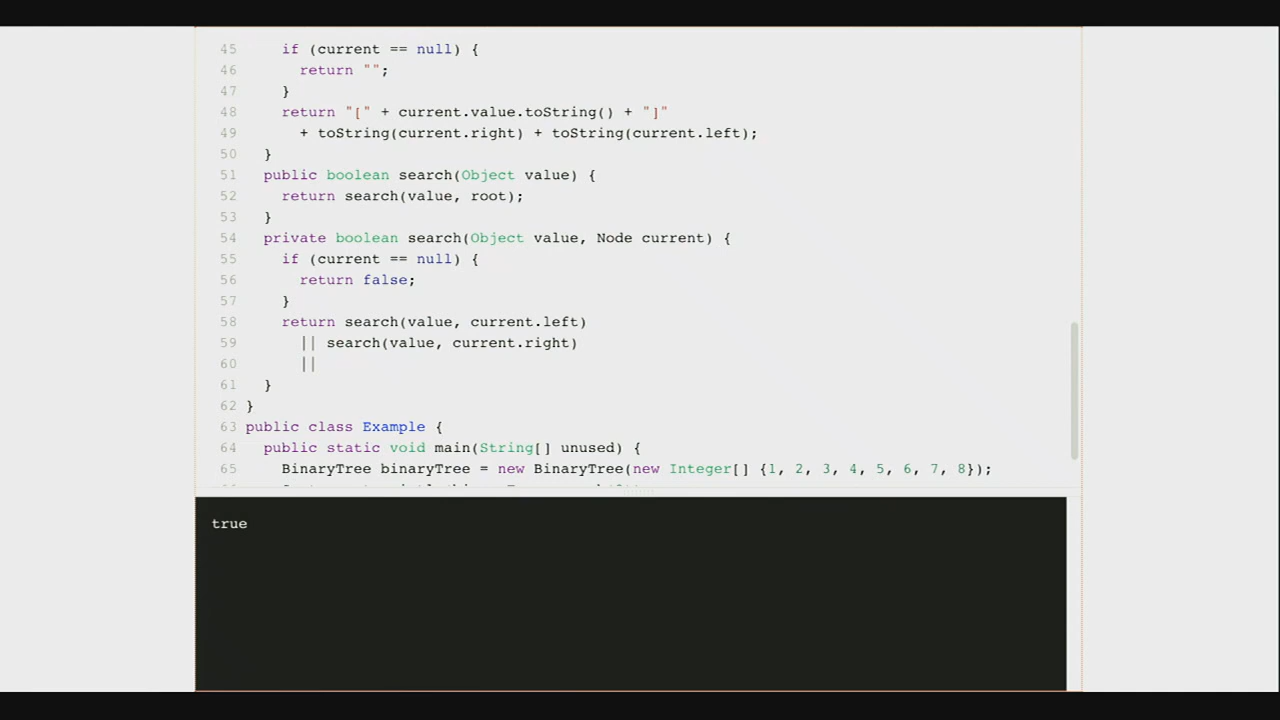 45 if (current == null) {
46 return "";
47 }
48 return "[" + current.value.toString() + "]"
49 + toString(current.right) + toString(current.left);
50 }
51 public boolean search(Object value) {
52 return search(value, root);
53 }
54 private boolean search(Object value, Node current) {
55 if (current == null) {
56 return false;
57 }
58 return search(value, current.left)
59 || search(value, current.right)
60 ||
61 }
62 }
63 public class Example {
64 public static void main(String[] unused) {
65 BinaryTree binaryTree = new BinaryTree(new Integer[] {1, 2, 3, 4, 5, 6, 7, 8});
true